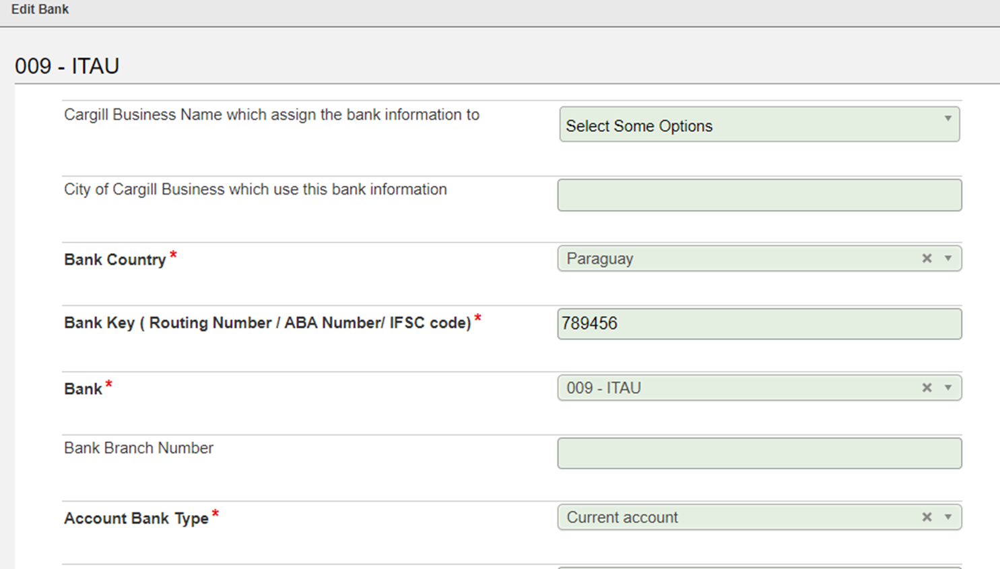 Edit Bank
009 - ITAU
Cargill Business Name which assign the bank information to
Select Some Options
City of Cargill Business which use this bank information
Bank Country *
Paraguay
Bank Key ( Routing Number / ABA Number/ IFSC code) *
789456
Bank *
009 - ITAU
Bank Branch Number
Account Bank Type *
Current account